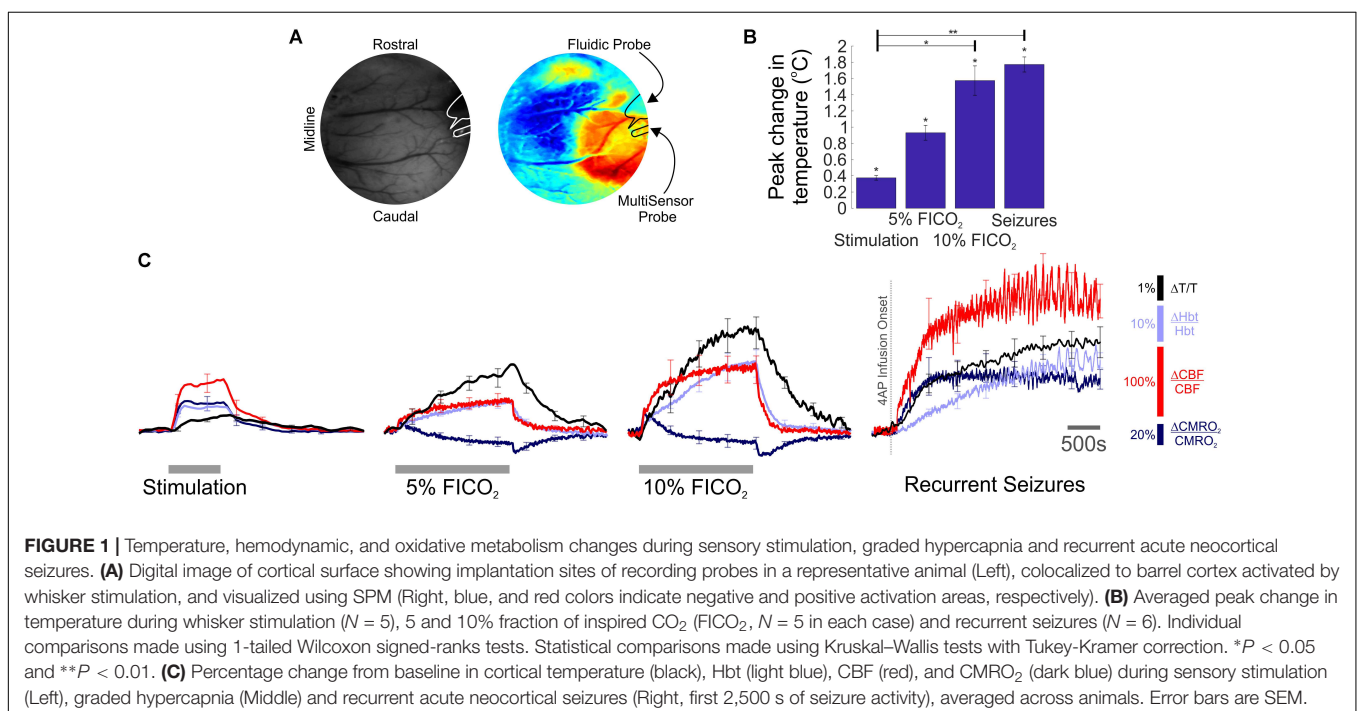 A
Rostral
Midline
Caudal
Fluidic Probe
MultiSensor
Probe
B
Peak change in
temperature (°C)
2
1.8
1.6
1.4
1.2
1
0.8
0.6
0.4
0.2
0
**
*
*
*
*
*
5% FICO₂
Seizures
Stimulation
10% FICO₂
C
Stimulation
5% FICO₂
10% FICO₂
4AP Infusion Onset
Recurrent Seizures
500s
1% ΔT/T
10% ΔHbt
Hbt
100% ΔCBF
CBF
20% ΔCMRO₂
CMRO₂
FIGURE 1 | Temperature, hemodynamic, and oxidative metabolism changes during sensory stimulation, graded hypercapnia and recurrent acute neocortical
seizures. (A) Digital image of cortical surface showing implantation sites of recording probes in a representative animal (Left), colocalized to barrel cortex activated by
whisker stimulation, and visualized using SPM (Right, blue, and red colors indicate negative and positive activation areas, respectively). (B) Averaged peak change in
temperature during whisker stimulation (N = 5), 5 and 10% fraction of inspired CO₂ (FICO₂, N = 5 in each case) and recurrent seizures (N = 6). Individual
comparisons made using 1-tailed Wilcoxon signed-ranks tests. Statistical comparisons made using Kruskal–Wallis tests with Tukey-Kramer correction. *P < 0.05
and **P < 0.01. (C) Percentage change from baseline in cortical temperature (black), Hbt (light blue), CBF (red), and CMRO₂ (dark blue) during sensory stimulation
(Left), graded hypercapnia (Middle) and recurrent acute neocortical seizures (Right, first 2,500 s of seizure activity), averaged across animals. Error bars are SEM.